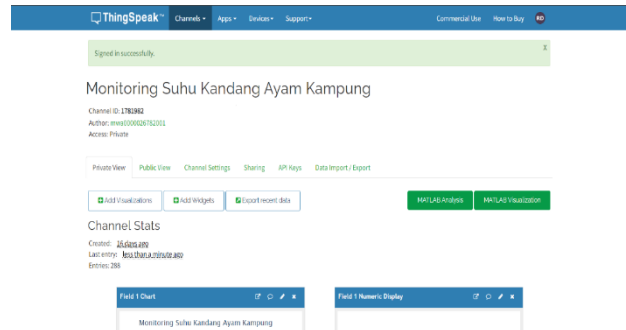 ThingSpeak™ Channels Apps Devices Support Commercial Use How to Buy RD
Signed in successfully. x
Monitoring Suhu Kandang Ayam Kampung
Channel ID: 1781982
Author: mwa0000026782001
Access: Private
Private View Public View Channel Settings Sharing API Keys Data Import / Export
Add Visualizations Add Widgets Export recent data MATLAB Analysis MATLAB Visualization
Channel Stats
Created: 16 days ago
Last entry: less than a minute ago
Entries: 288
Field 1 Chart Field 1 Numeric Display
Monitoring Suhu Kandang Ayam Kampung